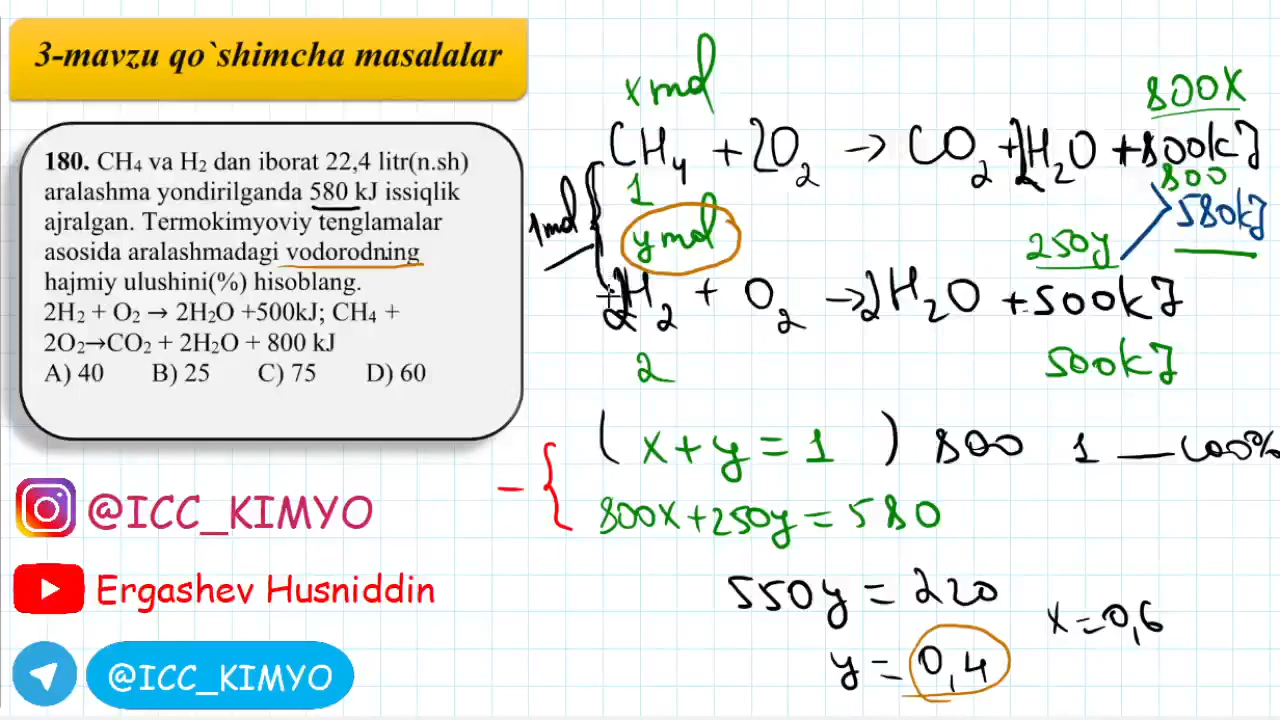 3-mavzu qo`shimcha masalalar
180. CH₄ va H₂ dan iborat 22,4 litr(n.sh)
aralashma yondirilganda 580 kJ issiqlik
ajralgan. Termokimyoviy tenglamalar
asosida aralashmadagi vodorodning
hajmiy ulushini(%) hisoblang.
2H₂ + O₂ → 2H₂O +500kJ; CH₄ +
2O₂→CO₂ + 2H₂O + 800 kJ
A) 40 B) 25 C) 75 D) 60
@ICC_KIMYO
Ergashev Husniddin
@ICC_KIMYO
x mol
800X
CH₄ + 2O₂ → CO₂ + 2H₂O + 800kJ
1
800
1mol
y mol
580kJ
250y
2H₂ + O₂ → 2H₂O + 500kJ
2
500kJ
(x+y=1) 800
1 — 100%
800x+250y=580
550y=220
x=0,6
y=0,4